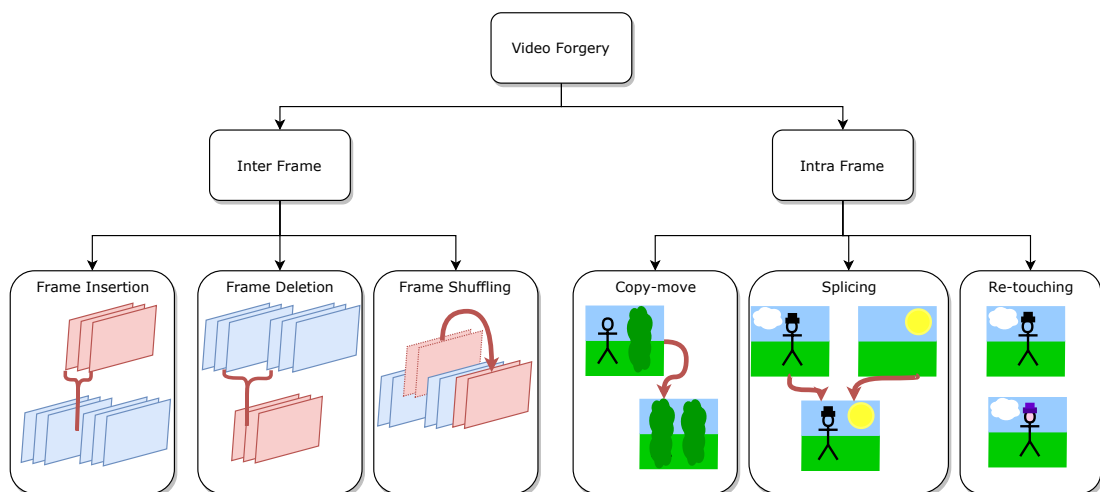 Video Forgery
Inter Frame
Intra Frame
Frame Insertion
Frame Deletion
Frame Shuffling
Copy-move
Splicing
Re-touching